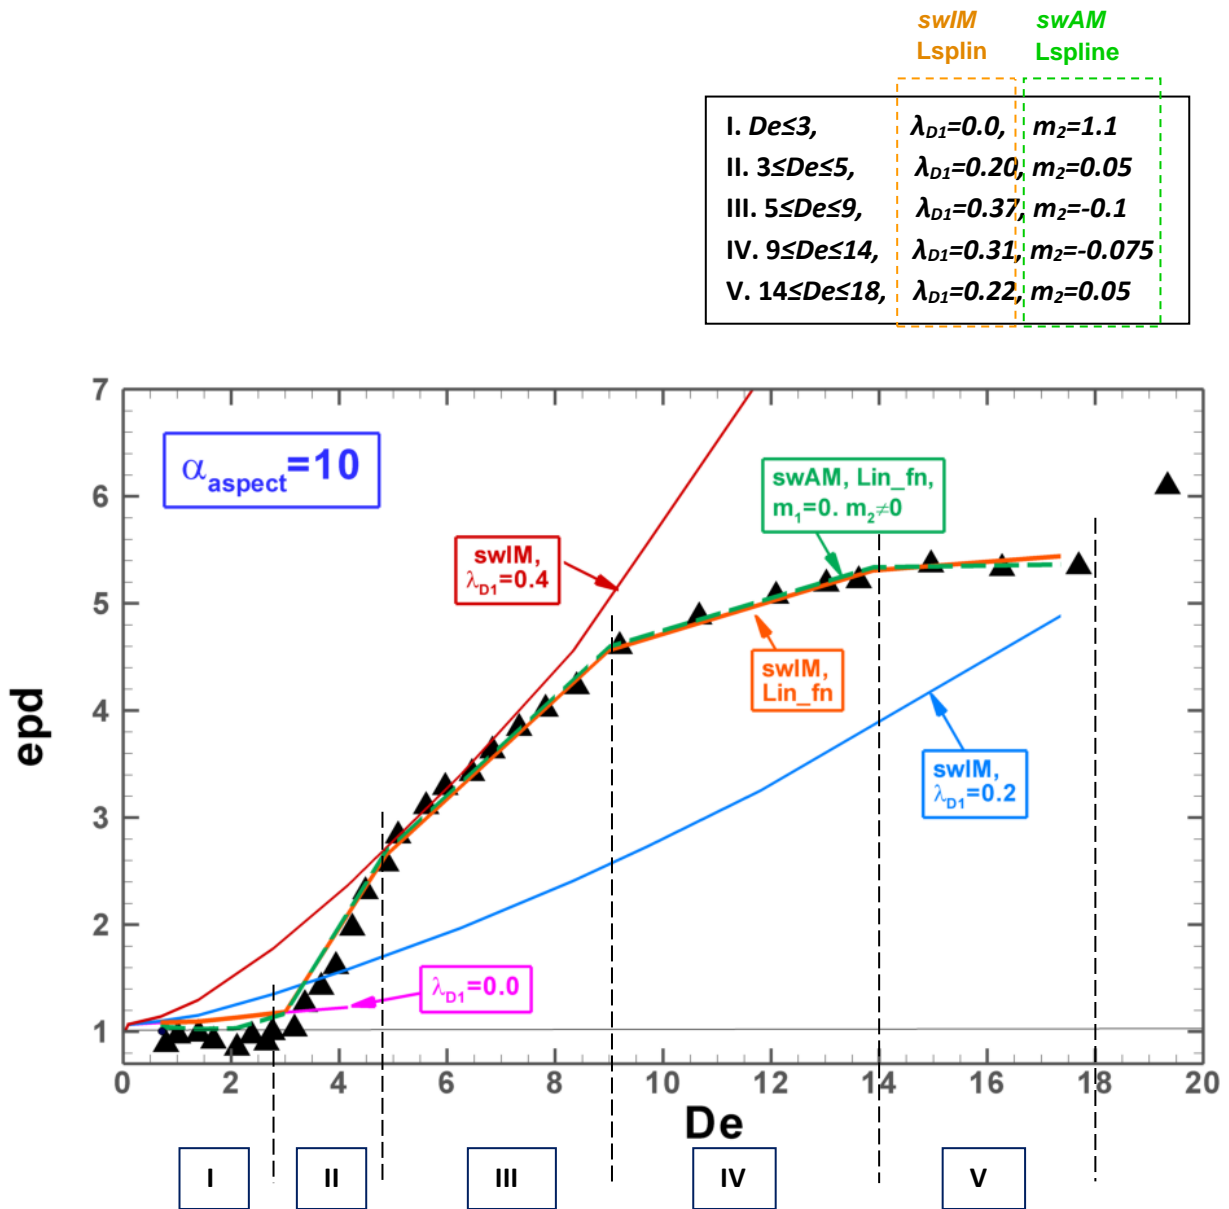 swIM swAM
Lsplin Lspline
I. De≤3, λD1=0.0, m2=1.1
II. 3≤De≤5, λD1=0.20, m2=0.05
III. 5≤De≤9, λD1=0.37, m2=-0.1
IV. 9≤De≤14, λD1=0.31, m2=-0.075
V. 14≤De≤18, λD1=0.22, m2=0.05
7
αaspect=10
6
swAM, Lin_fn,
m1=0. m2≠0
swIM,
λD1=0.4
5
swIM,
Lin_fn
4
epd
swIM,
λD1=0.2
3
2
λD1=0.0
1
0 2 4 6 8 10 12 14 16 18 20
De
I II III IV V